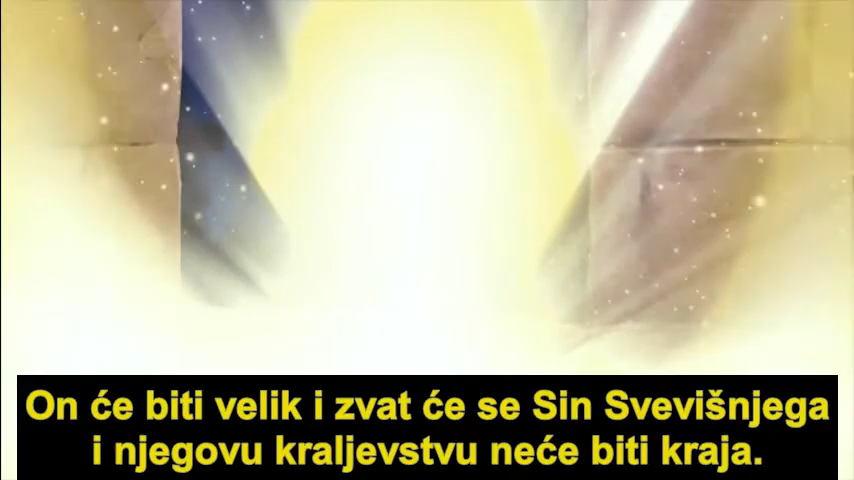 On će biti velik i zvat će se Sin Svevišnjega
i njegovu kraljevstvu neće biti kraja.